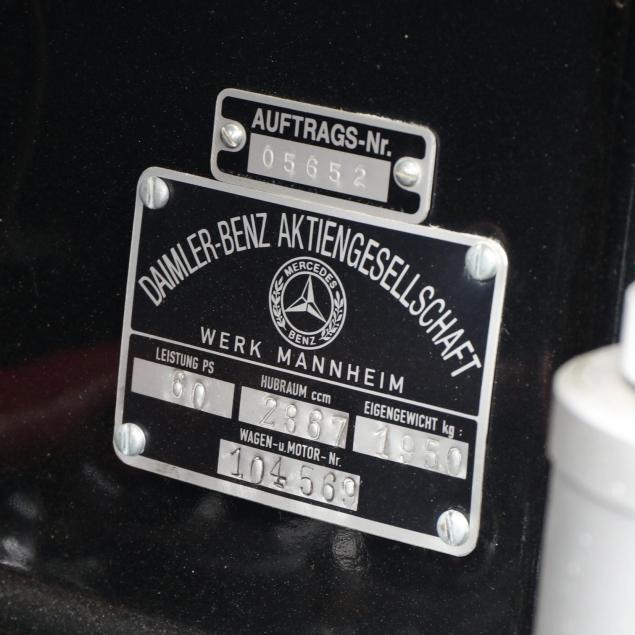 AUFTRAGS-Nr.
05652
DAIMLER-BENZ AKTIENGESELLSCHAFT
MERCEDES
BENZ
WERK MANNHEIM
LEISTUNG PS
HUBRAUM ccm
EIGENGEWICHT kg:
80
2867
1950
WAGEN-u.MOTOR-Nr.
104569